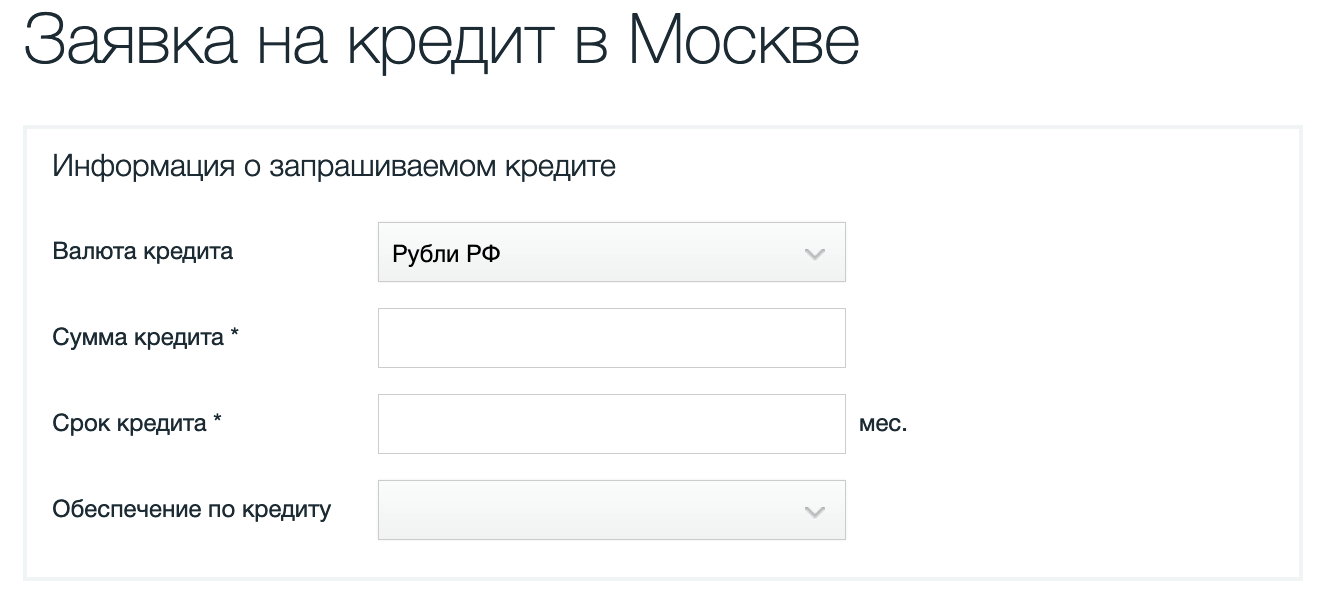 Заявка на кредит в Москве
Информация о запрашиваемом кредите
Валюта кредита Рубли РФ
Сумма кредита *
Срок кредита * мес.
Обеспечение по кредиту